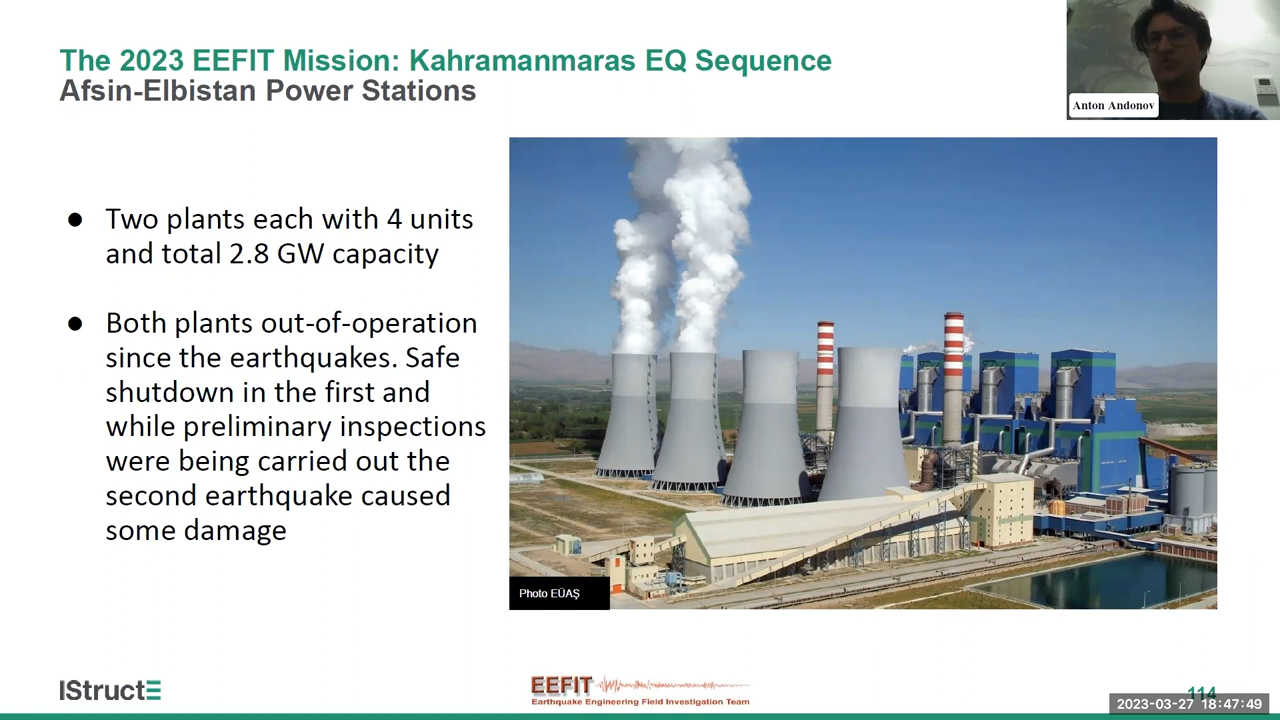 The 2023 EEFIT Mission: Kahramanmaras EQ Sequence
Afsin-Elbistan Power Stations
Anton Andonov
● Two plants each with 4 units
and total 2.8 GW capacity
● Both plants out-of-operation
since the earthquakes. Safe
shutdown in the first and
while preliminary inspections
were being carried out the
second earthquake caused
some damage
Photo EÜAŞ
IStructE
EEFIT
Earthquake Engineering Field Investigation Team
114
2023-03-27 18:47:49